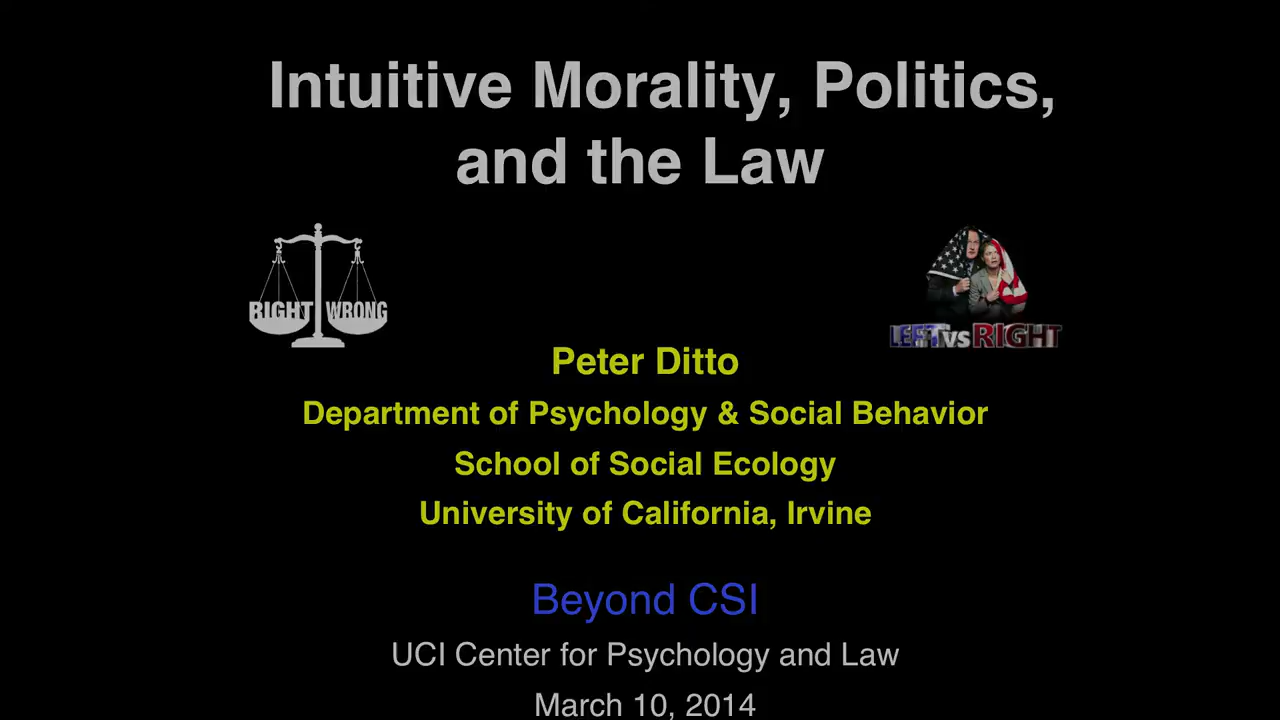 Intuitive Morality, Politics,
and the Law
RIGHT WRONG
LEFT VS RIGHT
Peter Ditto
Department of Psychology & Social Behavior
School of Social Ecology
University of California, Irvine
Beyond CSI
UCI Center for Psychology and Law
March 10, 2014